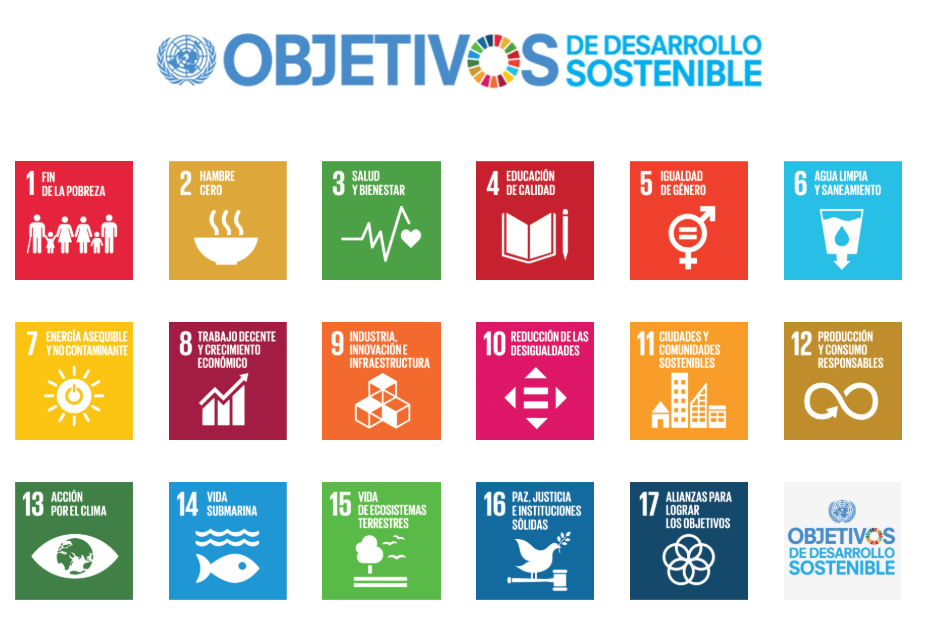 OBJETIVOS DE DESARROLLO
SOSTENIBLE
1 FIN
DE LA POBREZA
2 HAMBRE
CERO
3 SALUD
Y BIENESTAR
4 EDUCACIÓN
DE CALIDAD
5 IGUALDAD
DE GÉNERO
6 AGUA LIMPIA
Y SANEAMIENTO
7 ENERGÍA ASEQUIBLE
Y NO CONTAMINANTE
8 TRABAJO DECENTE
Y CRECIMIENTO
ECONÓMICO
9 INDUSTRIA,
INNOVACIÓN E
INFRAESTRUCTURA
10 REDUCCIÓN DE LAS
DESIGUALDADES
11 CIUDADES Y
COMUNIDADES
SOSTENIBLES
12 PRODUCCIÓN
Y CONSUMO
RESPONSABLES
13 ACCIÓN
POR EL CLIMA
14 VIDA
SUBMARINA
15 VIDA
DE ECOSISTEMAS
TERRESTRES
16 PAZ, JUSTICIA
E INSTITUCIONES
SÓLIDAS
17 ALIANZAS PARA
LOGRAR
LOS OBJETIVOS
OBJETIVOS
DE DESARROLLO
SOSTENIBLE